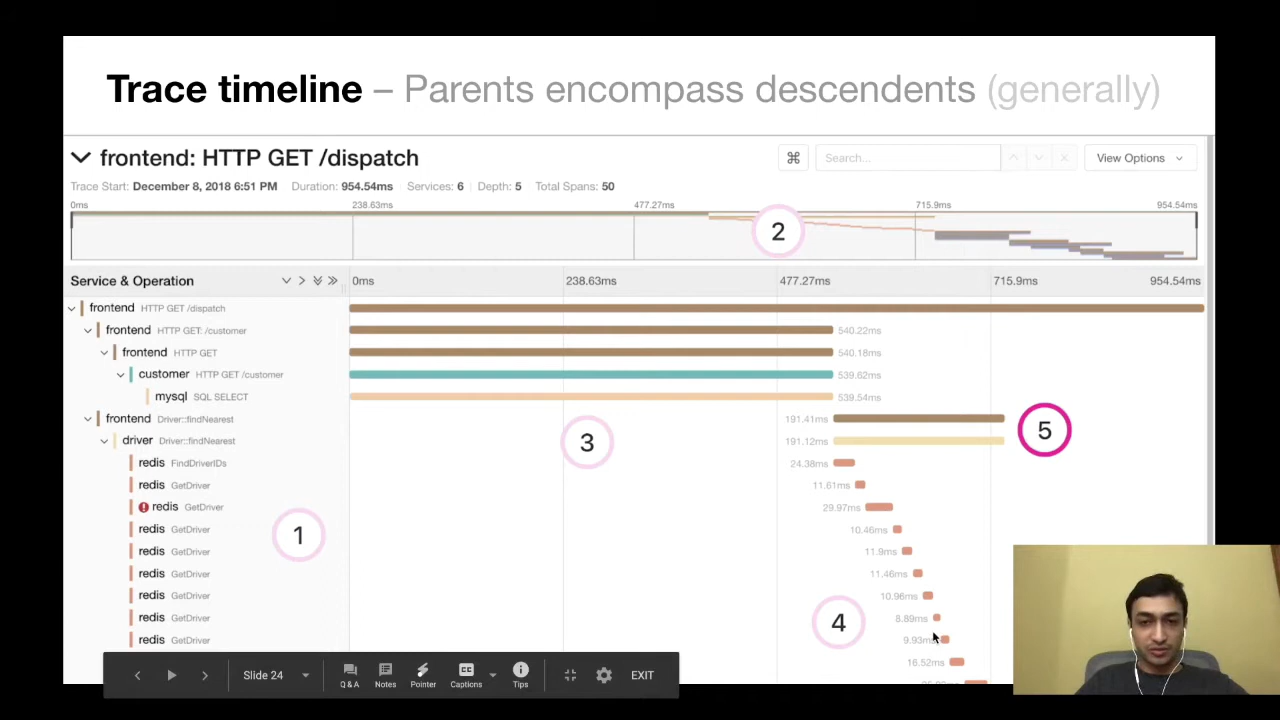 Trace timeline – Parents encompass descendents (generally)
frontend: HTTP GET /dispatch
⌘ Search... View Options
Trace Start: December 8, 2018 6:51 PM Duration: 954.54ms Services: 6 Depth: 5 Total Spans: 50
0ms 238.63ms 477.27ms 715.9ms 954.54ms
2
Service & Operation 0ms 238.63ms 477.27ms 715.9ms 954.54ms
frontend HTTP GET /dispatch
frontend HTTP GET: /customer 540.22ms
frontend HTTP GET 540.18ms
customer HTTP GET /customer 539.62ms
mysql SQL SELECT 539.54ms
frontend Driver::findNearest 191.41ms
5
driver Driver::findNearest 191.12ms
3
redis FindDriverIDs 24.38ms
redis GetDriver 11.61ms
redis GetDriver 29.97ms
redis GetDriver 10.46ms
1
redis GetDriver 11.9ms
redis GetDriver 11.46ms
redis GetDriver 10.96ms
redis GetDriver 8.89ms
4
redis GetDriver 9.93ms
16.52ms
Slide 24 Q & A Notes Pointer Captions Tips EXIT